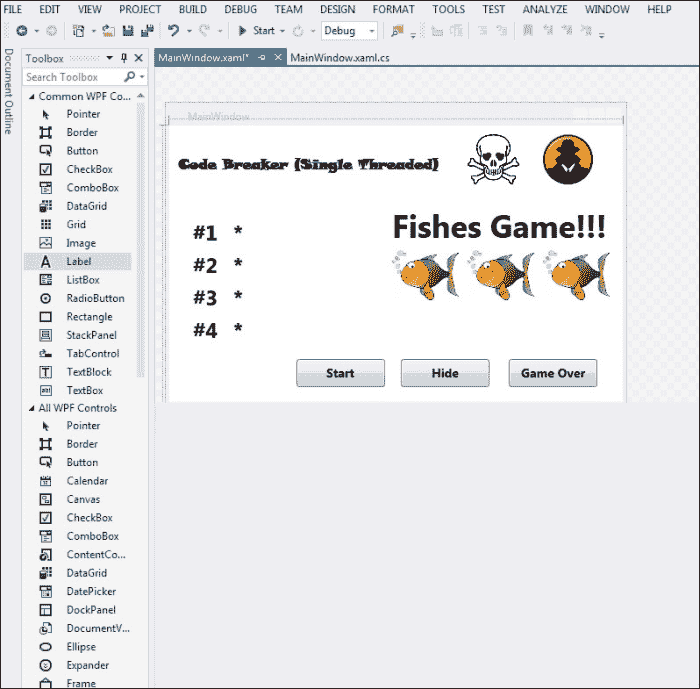 FILE EDIT VIEW PROJECT BUILD DEBUG TEAM DESIGN FORMAT TOOLS TEST ANALYZE WINDOW HELP
Start Debug
Document Outline
Toolbox
MainWindow.xaml* MainWindow.xaml.cs
Search Toolbox
Common WPF Co...
Pointer
Border
Button
CheckBox
ComboBox
DataGrid
Grid
Image
Label
ListBox
RadioButton
Rectangle
StackPanel
TabControl
TextBlock
TextBox
All WPF Controls
Pointer
Border
Button
Calendar
Canvas
CheckBox
ComboBox
ContentCo...
DataGrid
DatePicker
DockPanel
DocumentV...
Ellipse
Expander
Frame
MainWindow
Code Breaker (Single Threaded)
Fishes Game!!!
#1 *
#2 *
#3 *
#4 *
Start Hide Game Over